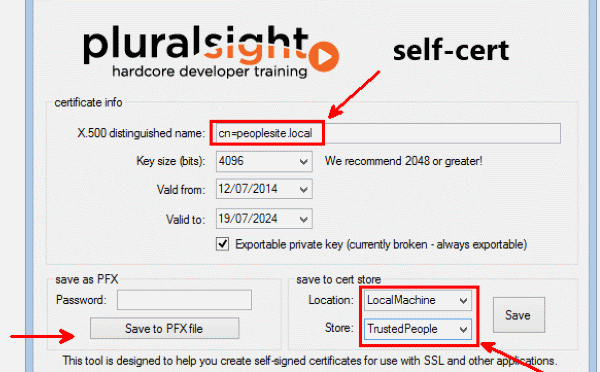 pluralsight
hardcore developer training
self-cert
certificate info
X.500 distinguished name: cn=peoplesite.local
Key size (bits): 4096 We recommend 2048 or greater!
Vald from: 12/07/2014
Valid to: 19/07/2024
Exportable private key (currently broken - always exportable)
save as PFX
Password:
Save to PFX file
save to cert store
Location: LocalMachine
Store: TrustedPeople
Save
This tool is designed to help you create self-signed certificates for use with SSL and other applications.